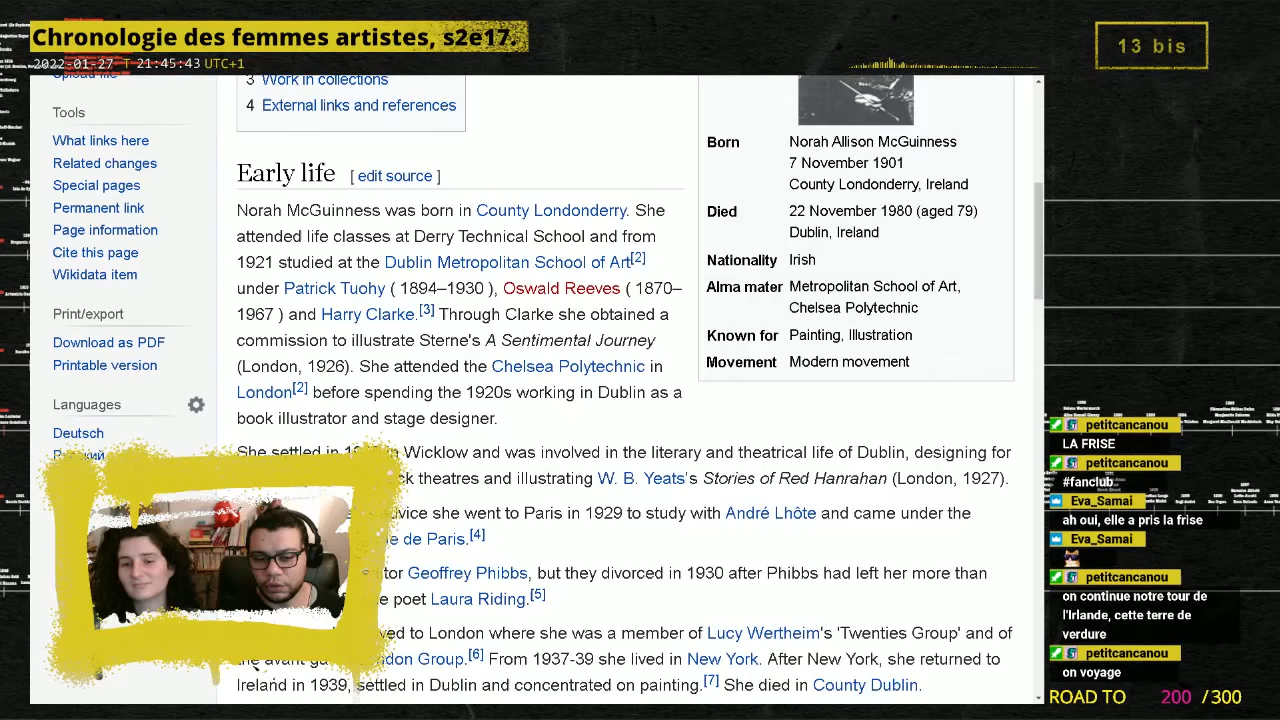 Chronologie des femmes artistes, s2e17.
2022-01-27 T 21:45:43 UTC+1
13 bis
Upload file
Tools
What links here
Related changes
Special pages
Permanent link
Page information
Cite this page
Wikidata item
Print/export
Download as PDF
Printable version
Languages
Deutsch
Русский
3 Work in collections
4 External links and references
Early life [ edit source ]
Norah McGuinness was born in County Londonderry. She
attended life classes at Derry Technical School and from
1921 studied at the Dublin Metropolitan School of Art[2]
under Patrick Tuohy ( 1894–1930 ), Oswald Reeves ( 1870–
1967 ) and Harry Clarke.[3] Through Clarke she obtained a
commission to illustrate Sterne's A Sentimental Journey
(London, 1926). She attended the Chelsea Polytechnic in
London[2] before spending the 1920s working in Dublin as a
book illustrator and stage designer.
She settled in Wicklow and was involved in the literary and theatrical life of Dublin, designing for
ck theatres and illustrating W. B. Yeats's Stories of Red Hanrahan (London, 1927).
vice she went to Paris in 1929 to study with André Lhôte and came under the
e de Paris.[4]
tor Geoffrey Phibbs, but they divorced in 1930 after Phibbs had left her more than
e poet Laura Riding.[5]
ved to London where she was a member of Lucy Wertheim's 'Twenties Group' and of
the avant ga ndon Group.[6] From 1937-39 she lived in New York. After New York, she returned to
Ireland in 1939, settled in Dublin and concentrated on painting.[7] She died in County Dublin.
Born Norah Allison McGuinness
7 November 1901
County Londonderry, Ireland
Died 22 November 1980 (aged 79)
Dublin, Ireland
Nationality Irish
Alma mater Metropolitan School of Art,
Chelsea Polytechnic
Known for Painting, Illustration
Movement Modern movement
petitcancanou
LA FRISE
petitcancanou
#fanclub
Eva_Samai
ah oui, elle a pris la frise
Eva_Samai
petitcancanou
on continue notre tour de
l'Irlande, cette terre de
verdure
petitcancanou
on voyage
ROAD TO 200 / 300